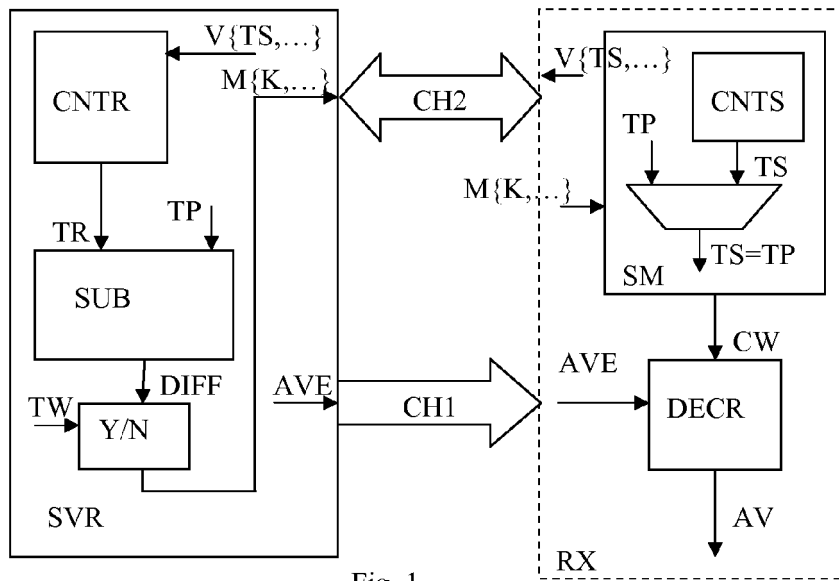 V{TS,…}
CNTR
M{K,…}
TR
TP
SUB
DIFF
TW
Y/N
SVR
AVE
CH2
CH1
V{TS,…}
CNTS
TP
TS
M{K,…}
TS=TP
SM
CW
AVE
DECR
AV
RX
Fig. 1